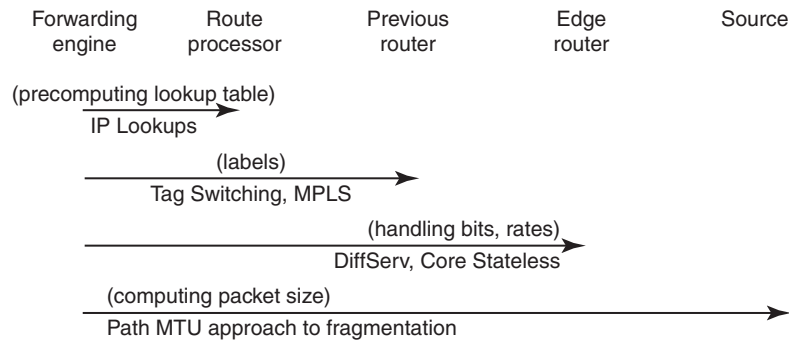 Forwarding engine
Route processor
Previous router
Edge router
Source
(precomputing lookup table)
IP Lookups
(labels)
Tag Switching, MPLS
(handling bits, rates)
DiffServ, Core Stateless
(computing packet size)
Path MTU approach to fragmentation